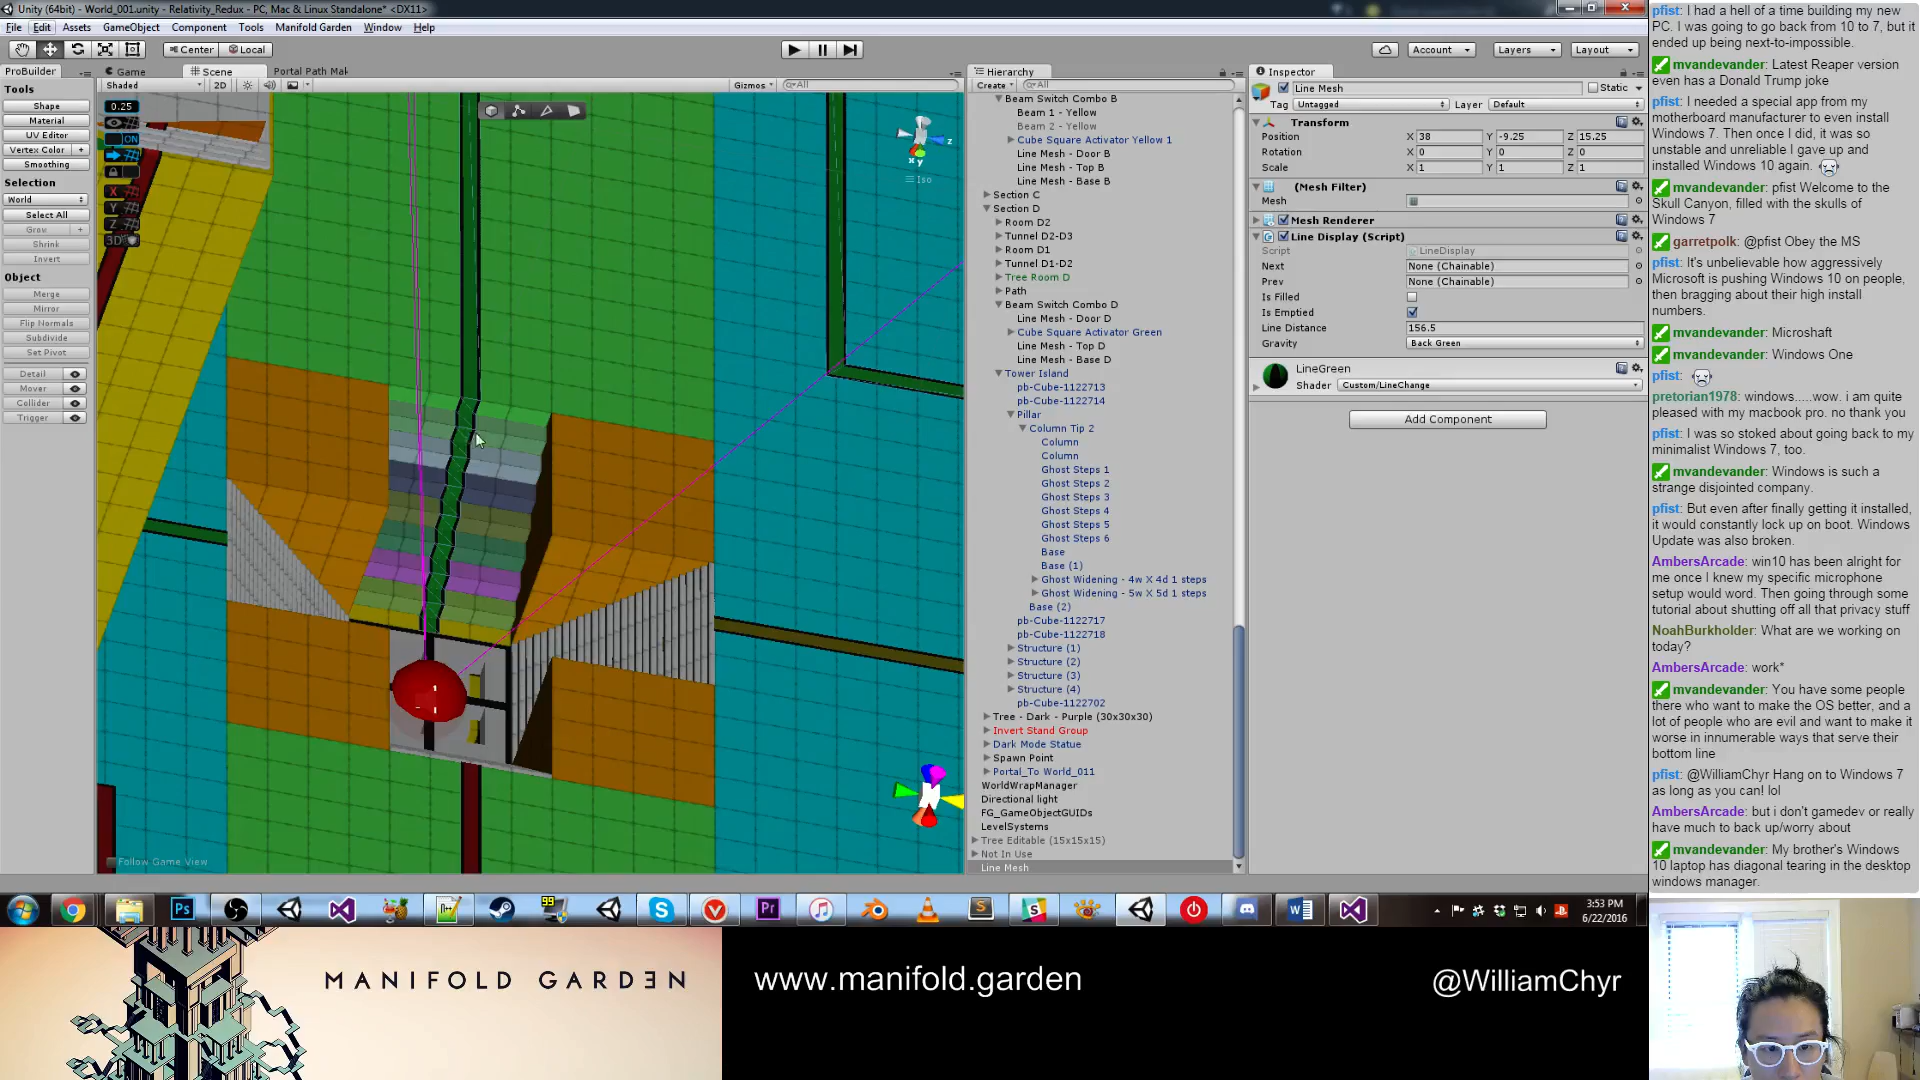 Unity (64bit) - World_001.unity - Relativity_Redux - PC, Mac & Linux Standalone* <DX11>
File Edit Assets GameObject Component Tools Manifold Garden Window Help
Center Local
Account Layers Layout
ProBuilder
Game Scene Portal Path Mak
Shaded 2D Gizmos All
Tools
Shape
Material
UV Editor
Vertex Color +
Smoothing
Selection
World
Select All
Grow +
Shrink
Invert
Object
Merge
Mirror
Flip Normals
Subdivide
Set Pivot
Detail
Mover
Collider
Trigger
0.25
ON
X
Y
Z
3D
z
x y
Iso
Follow Game View
Hierarchy
Create All
Beam Switch Combo B
Beam 1 - Yellow
Beam 2 - Yellow
Cube Square Activator Yellow 1
Line Mesh - Door B
Line Mesh - Top B
Line Mesh - Base B
Section C
Section D
Room D2
Tunnel D2-D3
Room D1
Tunnel D1-D2
Tree Room D
Path
Beam Switch Combo D
Line Mesh - Door D
Cube Square Activator Green
Line Mesh - Top D
Line Mesh - Base D
Tower Island
pb-Cube-1122713
pb-Cube-1122714
Pillar
Column Tip 2
Column
Column
Ghost Steps 1
Ghost Steps 2
Ghost Steps 3
Ghost Steps 4
Ghost Steps 5
Ghost Steps 6
Base
Base (1)
Ghost Widening - 4w X 4d 1 steps
Ghost Widening - 5w X 5d 1 steps
Base (2)
pb-Cube-1122717
pb-Cube-1122718
Structure (1)
Structure (2)
Structure (3)
Structure (4)
pb-Cube-1122702
Tree - Dark - Purple (30x30x30)
Invert Stand Group
Dark Mode Statue
Spawn Point
Portal_To World_011
WorldWrapManager
Directional light
FG_GameObjectGUIDs
LevelSystems
Tree Editable (15x15x15)
Not In Use
Line Mesh
Inspector
Line Mesh Static
Tag Untagged Layer Default
Transform
Position X 38 Y -9.25 Z 15.25
Rotation X 0 Y 0 Z 0
Scale X 1 Y 1 Z 1
(Mesh Filter)
Mesh
Mesh Renderer
Line Display (Script)
Script LineDisplay
Next None (Chainable)
Prev None (Chainable)
Is Filled
Is Emptied
Line Distance 156.5
Gravity Back Green
LineGreen
Shader Custom/LineChange
Add Component
pfist: I had a hell of a time building my new
PC. I was going to go back from 10 to 7, but it
ended up being next-to-impossible.
mvandevander: Latest Reaper version
even has a Donald Trump joke
pfist: I needed a special app from my
motherboard manufacturer to even install
Windows 7. Then once I did, it was so
unstable and unreliable I gave up and
installed Windows 10 again.
mvandevander: pfist Welcome to the
Skull Canyon, filled with the skulls of
Windows 7
garretpolk: @pfist Obey the MS
pfist: It's unbelievable how aggressively
Microsoft is pushing Windows 10 on people,
then bragging about their high install
numbers.
mvandevander: Microshaft
mvandevander: Windows One
pfist:
pretorian1978: windows.....wow. i am quite
pleased with my macbook pro. no thank you
pfist: I was so stoked about going back to my
minimalist Windows 7, too.
mvandevander: Windows is such a
strange disjointed company.
pfist: But even after finally getting it installed,
it would constantly lock up on boot. Windows
Update was also broken.
AmbersArcade: win10 has been alright for
me once I knew my specific microphone
setup would word. Then going through some
tutorial about shutting off all that privacy stuff
NoahBurkholder: What are we working on
today?
AmbersArcade: work*
mvandevander: You have some people
there who want to make the OS better, and a
lot of people who are evil and want to make it
worse in innumerable ways that serve their
bottom line
pfist: @WilliamChyr Hang on to Windows 7
as long as you can! lol
AmbersArcade: but i don't gamedev or really
have much to back up/worry about
mvandevander: My brother's Windows
10 laptop has diagonal tearing in the desktop
windows manager.
Ps
99
Pr
3:53 PM
6/22/2016
MANIFOLD GARDEN
www.manifold.garden
@WilliamChyr